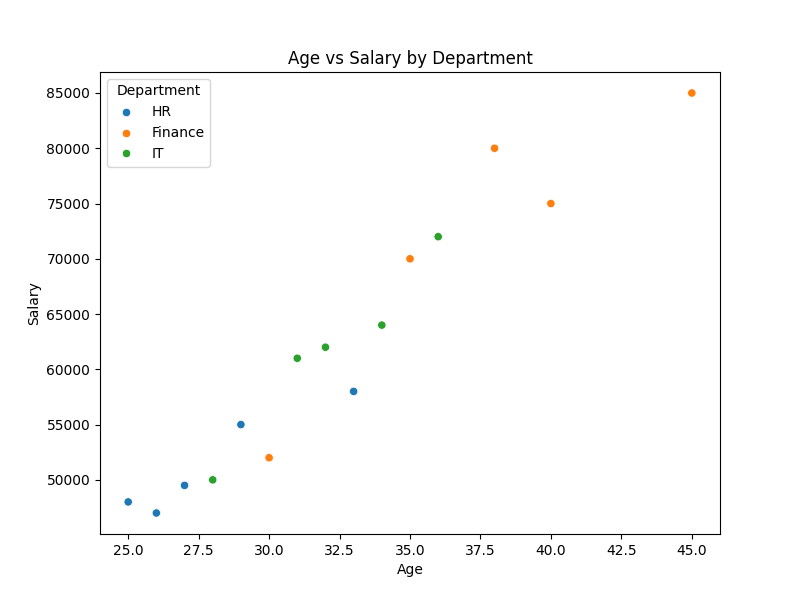 Age vs Salary by Department
Department
HR
Finance
IT
85000
80000
75000
70000
65000
60000
55000
50000
Salary
25.0 27.5 30.0 32.5 35.0 37.5 40.0 42.5 45.0
Age